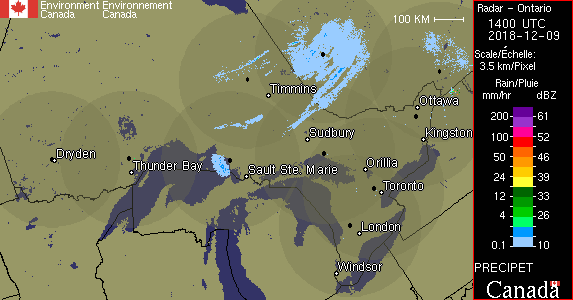 Environment Environnement
Canada Canada
100 KM
Timmins
Ottawa
Sudbury
Kingston
Dryden
Thunder Bay
Sault Ste. Marie
Orillia
Toronto
London
Windsor
Radar - Ontario
1400 UTC
2018-12-09
Scale/Échelle:
3.5 km/Pixel
Rain/Pluie
mm/hr dBZ
200 61
100 52
50 46
24 39
12 33
4 26
0.1 10
PRECIPET
Canada